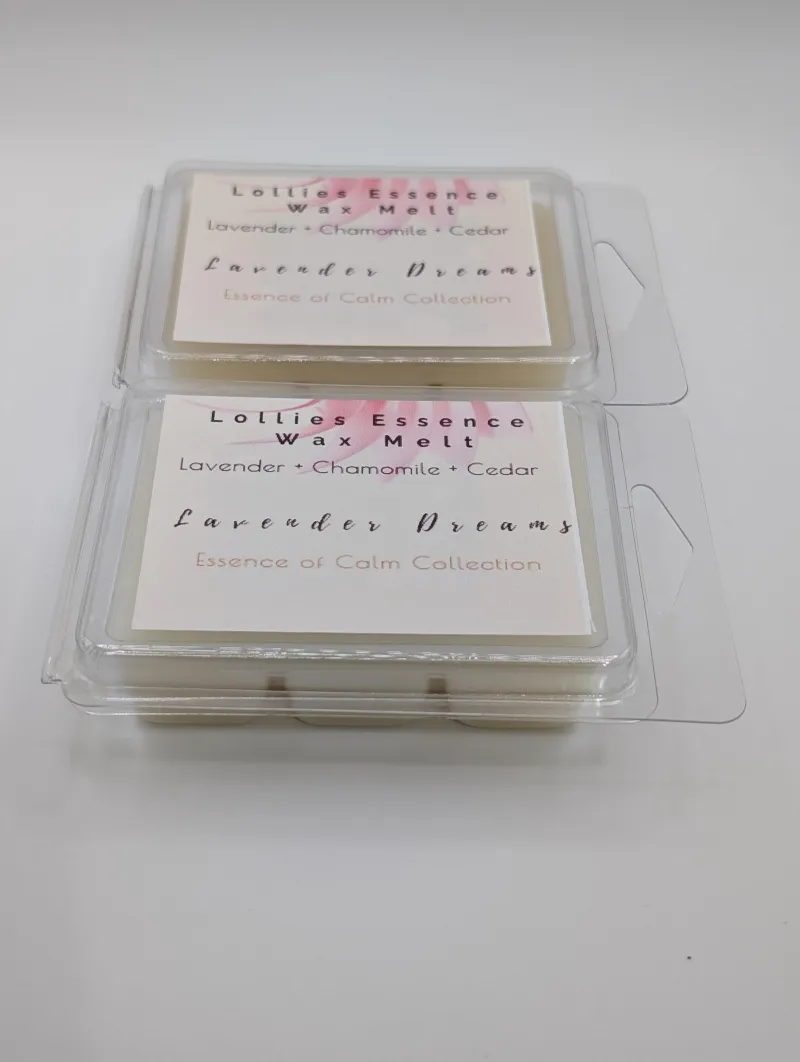 Lollies Essence
Wax Melt
Lavender + Chamomile + Cedar
Lavender Dreams
Essence of Calm Collection
Lollies Essence
Wax Melt
Lavender + Chamomile + Cedar
Lavender Dreams
Essence of Calm Collection